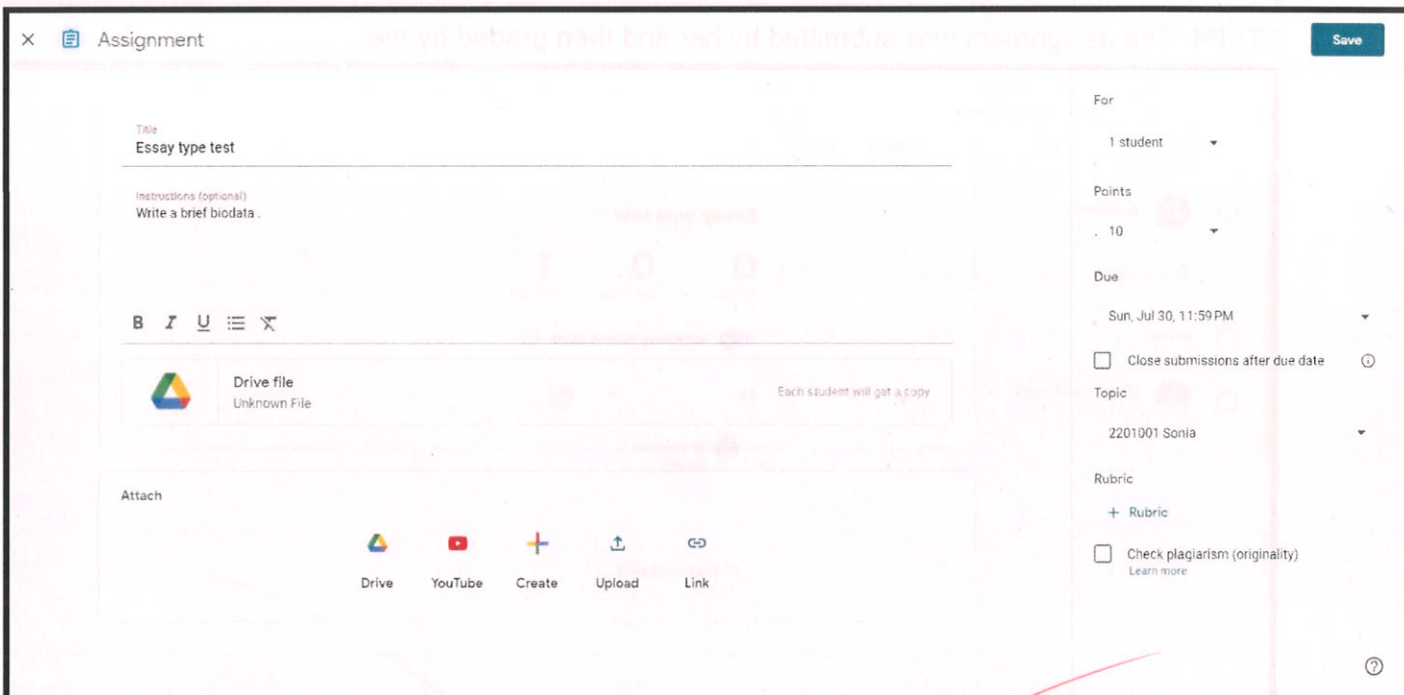 Assignment
Save
Title
Essay type test
Instructions (optional)
Write a brief biodata .
B I U
Drive file
Unknown File
Each student will get a copy
Attach
Drive YouTube Create Upload Link
For
1 student
Points
10
Due
Sun, Jul 30, 11:59 PM
Close submissions after due date
Topic
2201001 Sonia
Rubric
+ Rubric
Check plagiarism (originality)
Learn more